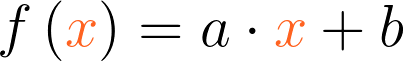 f (x) = a · x + b